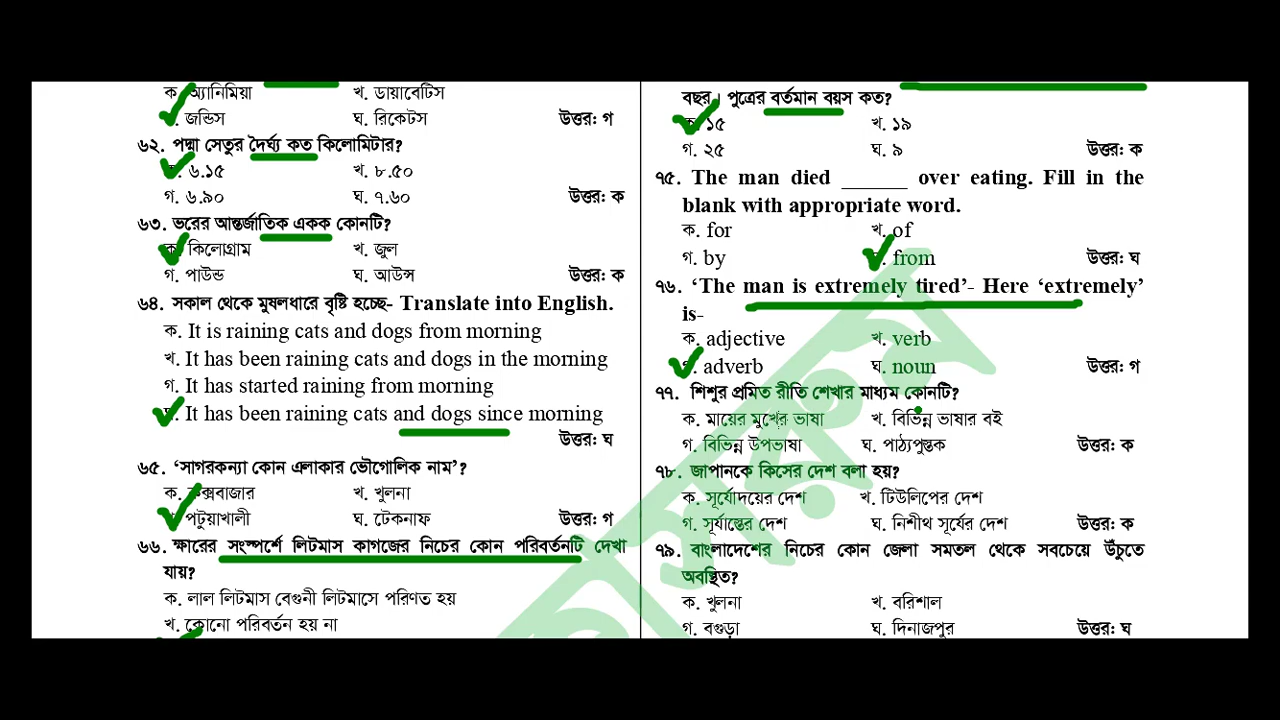 ক. অ্যানিমিয়া খ. ডায়াবেটিস
জন্ডিস ঘ. রিকেটস উত্তর: গ
৬২. পদ্মা সেতুর দৈর্ঘ্য কত কিলোমিটার?
৬.১৫ খ. ৮.৫০
গ. ৬.৯০ ঘ. ৭.৬০ উত্তর: ক
৬৩. ভরের আন্তর্জাতিক একক কোনটি?
ক. কিলোগ্রাম খ. জুল
গ. পাউন্ড ঘ. আউন্স উত্তর: ক
৬৪. সকাল থেকে মুষলধারে বৃষ্টি হচ্ছে- Translate into English.
ক. It is raining cats and dogs from morning
খ. It has been raining cats and dogs in the morning
গ. It has started raining from morning
ঘ. It has been raining cats and dogs since morning
উত্তর: ঘ
৬৫. ‘সাগরকন্যা কোন এলাকার ভৌগোলিক নাম’?
ক. কক্সবাজার খ. খুলনা
পটুয়াখালী ঘ. টেকনাফ উত্তর: গ
৬৬. ক্ষারের সংস্পর্শে লিটমাস কাগজের নিচের কোন পরিবর্তনটি দেখা
যায়?
ক. লাল লিটমাস বেগুনী লিটমাসে পরিণত হয়
খ. কোনো পরিবর্তন হয় না
বছর। পুত্রের বর্তমান বয়স কত?
ক. ১৫ খ. ১৯
গ. ২৫ ঘ. ৯ উত্তর: ক
৭৫. The man died ______ over eating. Fill in the
blank with appropriate word.
ক. for খ. of
গ. by from উত্তর: ঘ
৭৬. ‘The man is extremely tired’- Here ‘extremely’
is-
ক. adjective খ. verb
adverb ঘ. noun উত্তর: গ
৭৭. শিশুর প্রমিত রীতি শেখার মাধ্যম কোনটি?
ক. মায়ের মুখের ভাষা খ. বিভিন্ন ভাষার বই
গ. বিভিন্ন উপভাষা ঘ. পাঠ্যপুস্তক উত্তর: ক
৭৮. জাপানকে কিসের দেশ বলা হয়?
ক. সূর্যোদয়ের দেশ খ. টিউলিপের দেশ
গ. সূর্যাস্তের দেশ ঘ. নিশীথ সূর্যের দেশ উত্তর: ক
৭৯. বাংলাদেশের নিচের কোন জেলা সমতল থেকে সবচেয়ে উঁচুতে
অবস্থিত?
ক. খুলনা খ. বরিশাল
গ. বগুড়া ঘ. দিনাজপুর উত্তর: ঘ